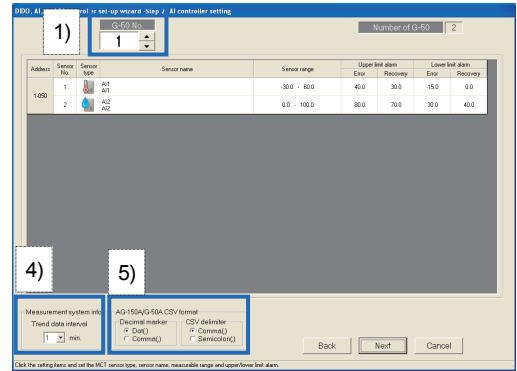 DIDO, AI, set-up wizard -Step 2 AI controller setting
1)
G-50 No.
1
Number of G-50 2
Address Sensor No. Sensor type Sensor name Sensor range Upper limit alarm Lower limit alarm
Error Recovery Error Recovery
1-050 1 AI1 -30.0 - 60.0 40.0 30.0 -15.0 0.0
AI1
2 AI2 0.0 - 100.0 80.0 70.0 30.0 40.0
AI2
4)
5)
Measurement system info
Trend data interval
1 min.
AG-150A/G-50A CSV format
Decimal marker
Dot()
Comma()
CSV delimiter
Comma()
Semicolon()
Back Next Cancel
Click the setting items and set the MCT sensor type, sensor name, measurable range and upper/lower limit alarm.